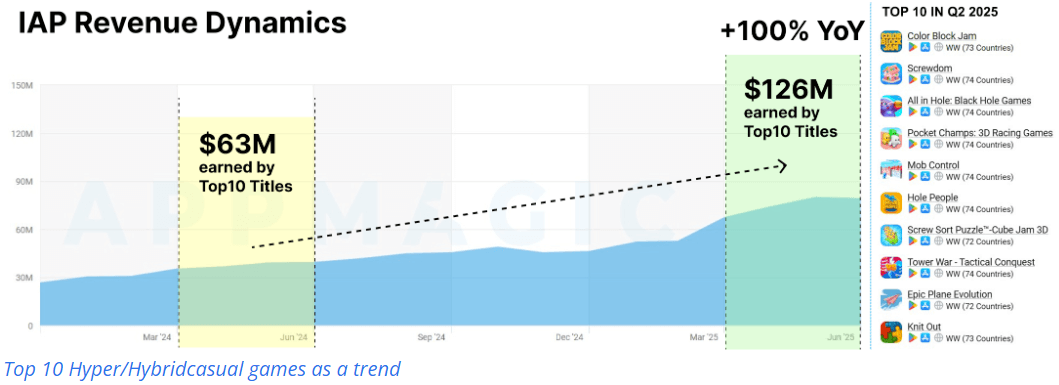 IAP Revenue Dynamics
+100% YoY
150M
120M
90M
60M
30M
0
APPMAGIC
$63M
earned by
Top10 Titles
$126M
earned by
Top10 Titles
Mar '24
Jun '24
Sep '24
Dec '24
Mar '25
Jun '25
TOP 10 IN Q2 2025
Color Block Jam
WW (73 Countries)
Screwdom
WW (74 Countries)
All in Hole: Black Hole Games
WW (74 Countries)
Pocket Champs: 3D Racing Games
WW (74 Countries)
Mob Control
WW (74 Countries)
Hole People
WW (74 Countries)
Screw Sort Puzzle™-Cube Jam 3D
WW (72 Countries)
Tower War - Tactical Conquest
WW (74 Countries)
Epic Plane Evolution
WW (72 Countries)
Knit Out
WW (73 Countries)
Top 10 Hyper/Hybridcasual games as a trend